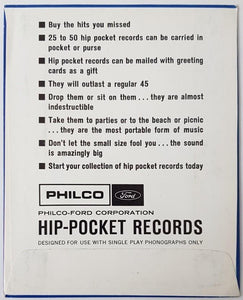 ■ Buy the hits you missed
■ 25 to 50 hip pocket records can be carried in
pocket or purse
■ Hip pocket records can be mailed with greeting
cards as a gift
■ They will outlast a regular 45
■ Drop them or sit on them...they are almost
indestructible
■ Take them to parties or to the beach or picnic
...they are the most portable form of music
■ Don't let the small size fool you...the sound
is amazingly big
■ Start your collection of hip pocket records today
PHILCO Ford
PHILCO-FORD CORPORATION
HIP-POCKET RECORDS
DESIGNED FOR USE WITH SINGLE PLAY PHONOGRAPHS ONLY